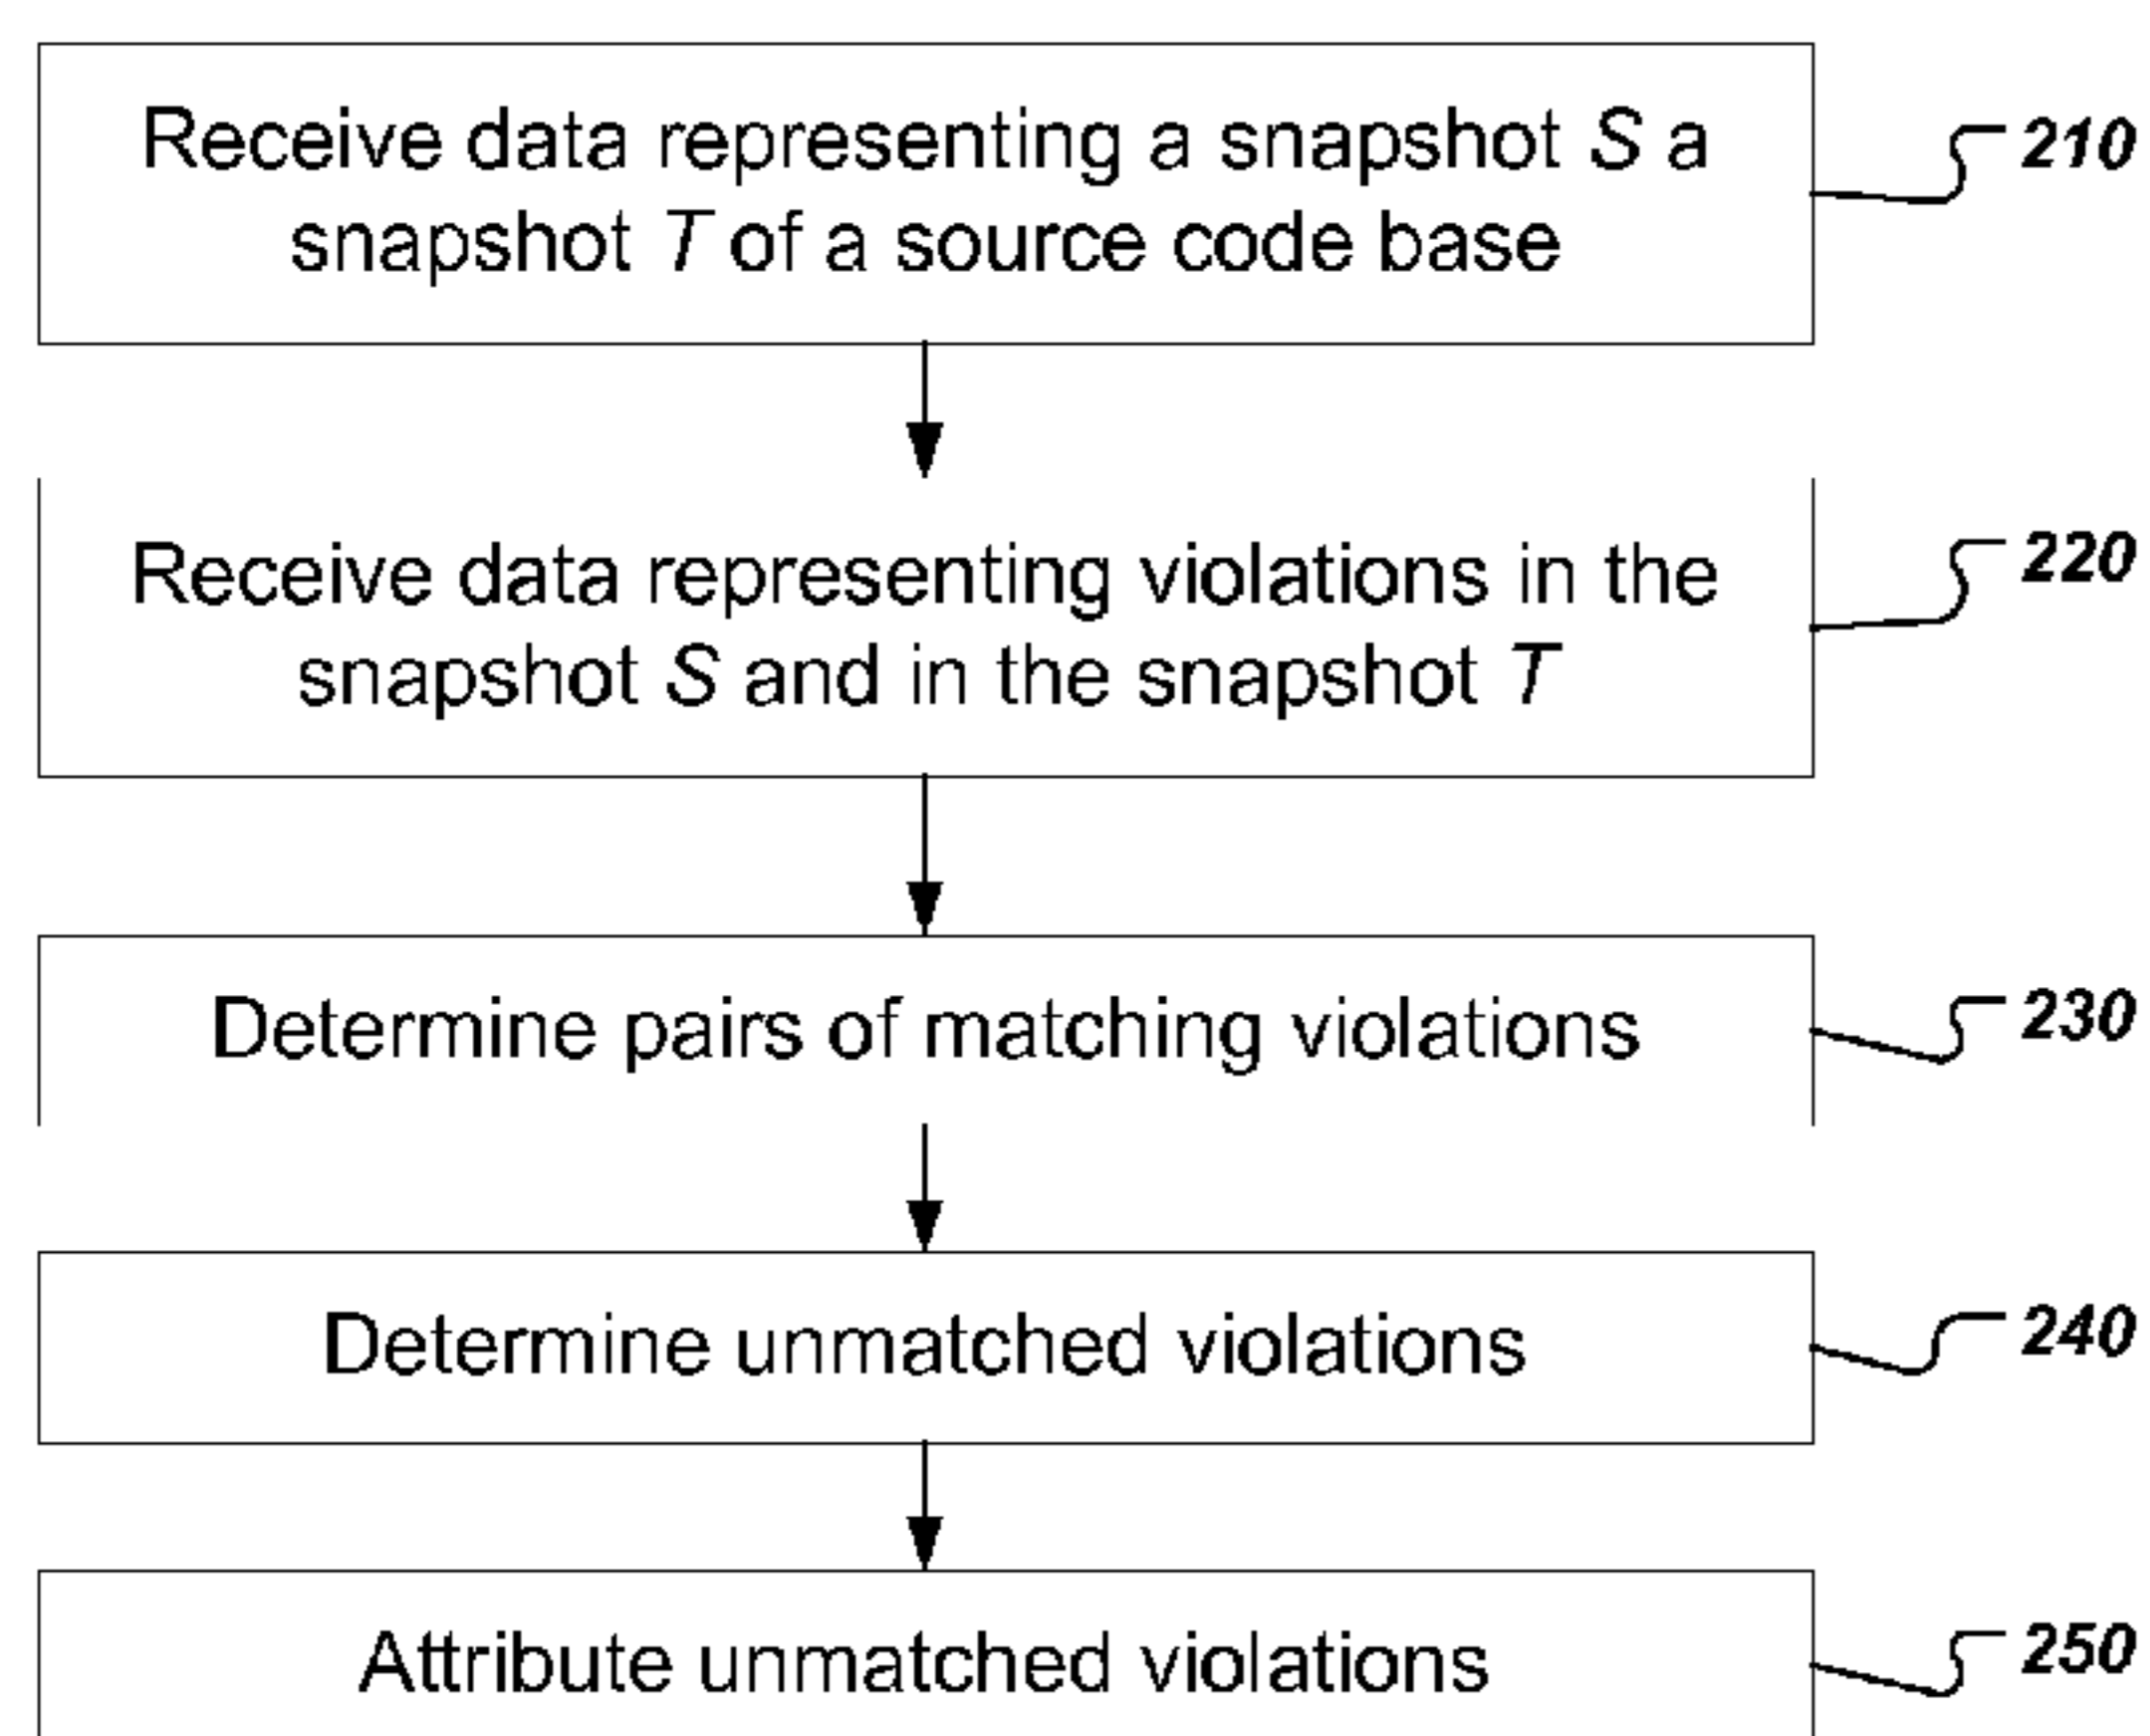 Receive data representing a snapshot S a
snapshot T of a source code base
210
Receive data representing violations in the
snapshot S and in the snapshot T
220
Determine pairs of matching violations
230
Determine unmatched violations
240
Attribute unmatched violations
250